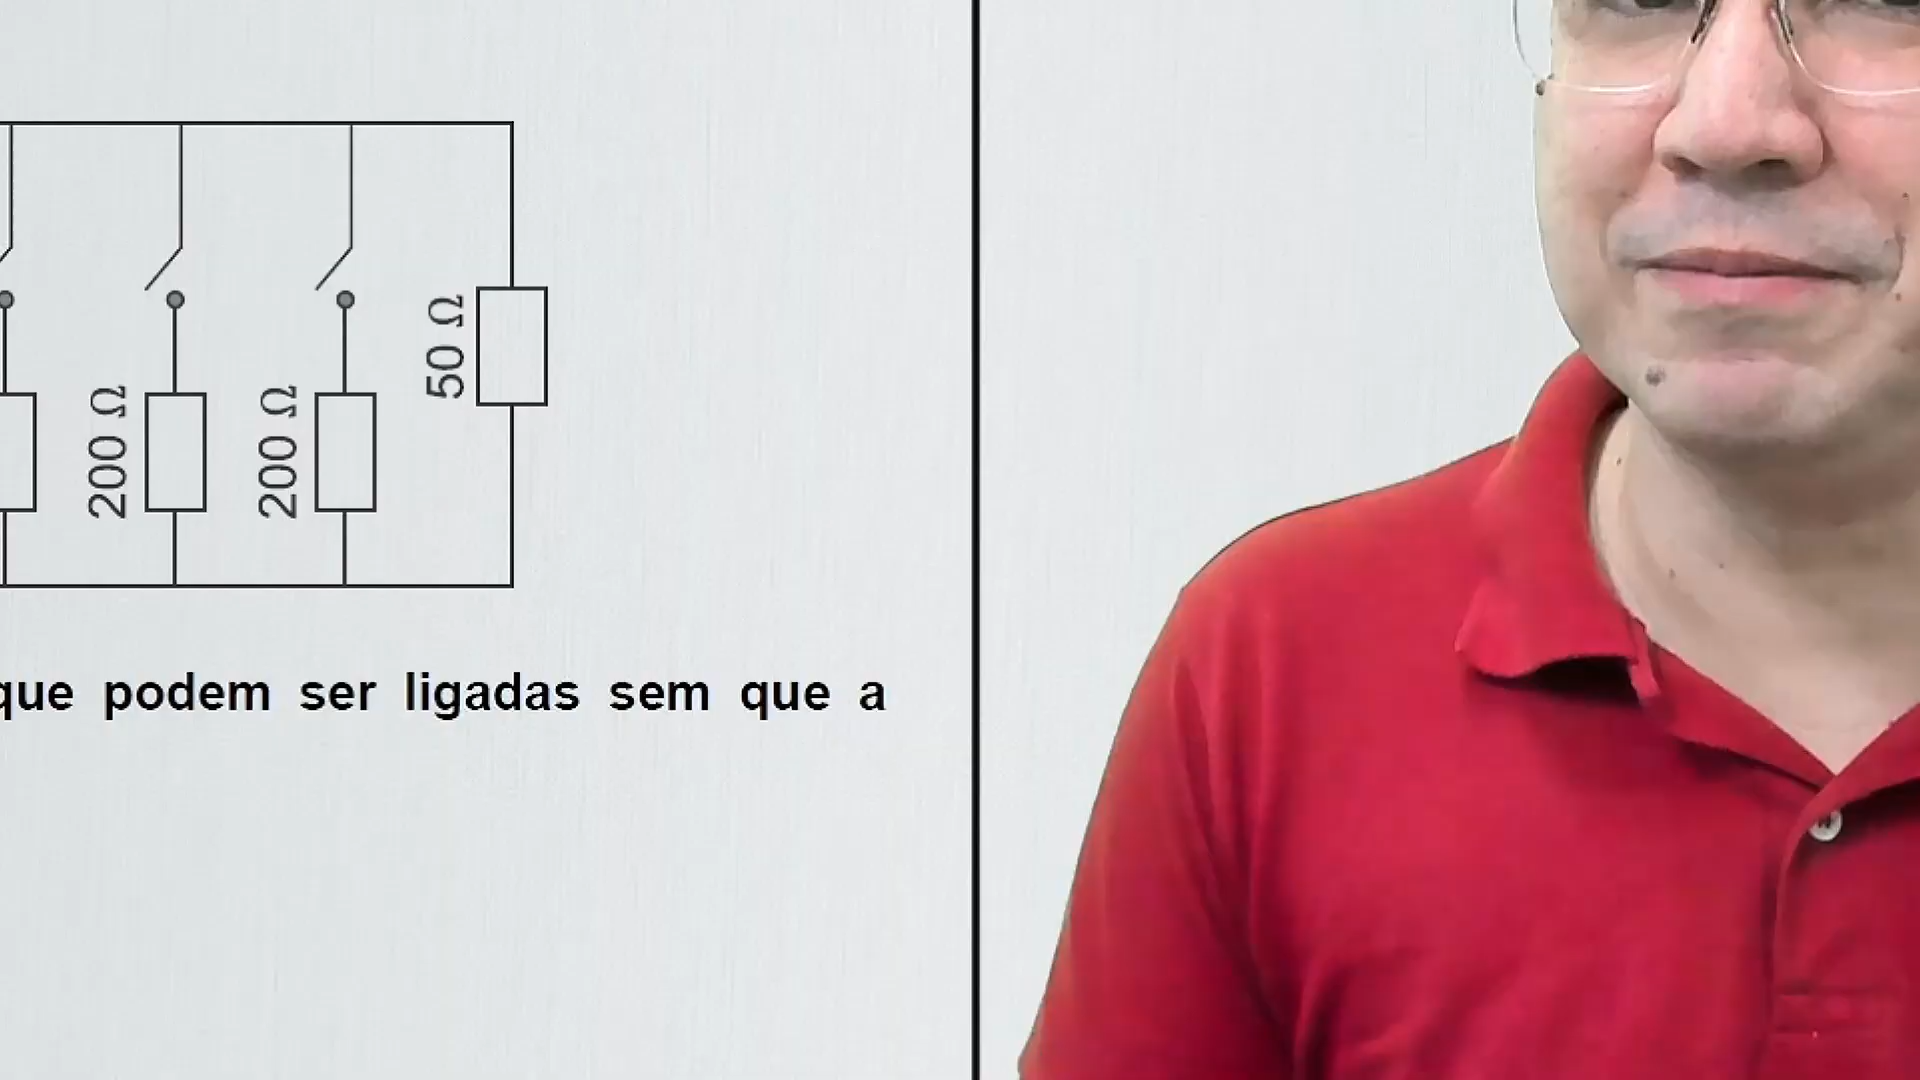 50 Ω
200 Ω
200 Ω
que podem ser ligadas sem que a